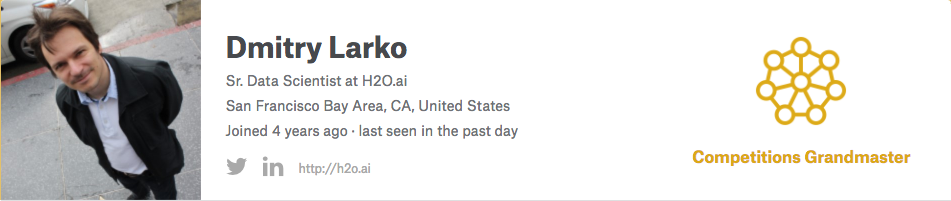 Dmitry Larko
Sr. Data Scientist at H2O.ai
San Francisco Bay Area, CA, United States
Joined 4 years ago · last seen in the past day
in http://h2o.ai
Competitions Grandmaster